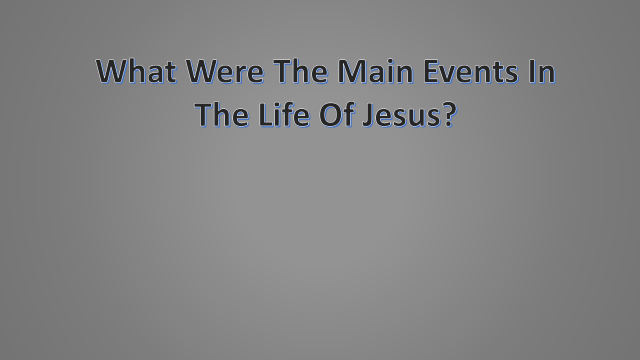 What Were The Main Events In
The Life Of Jesus?